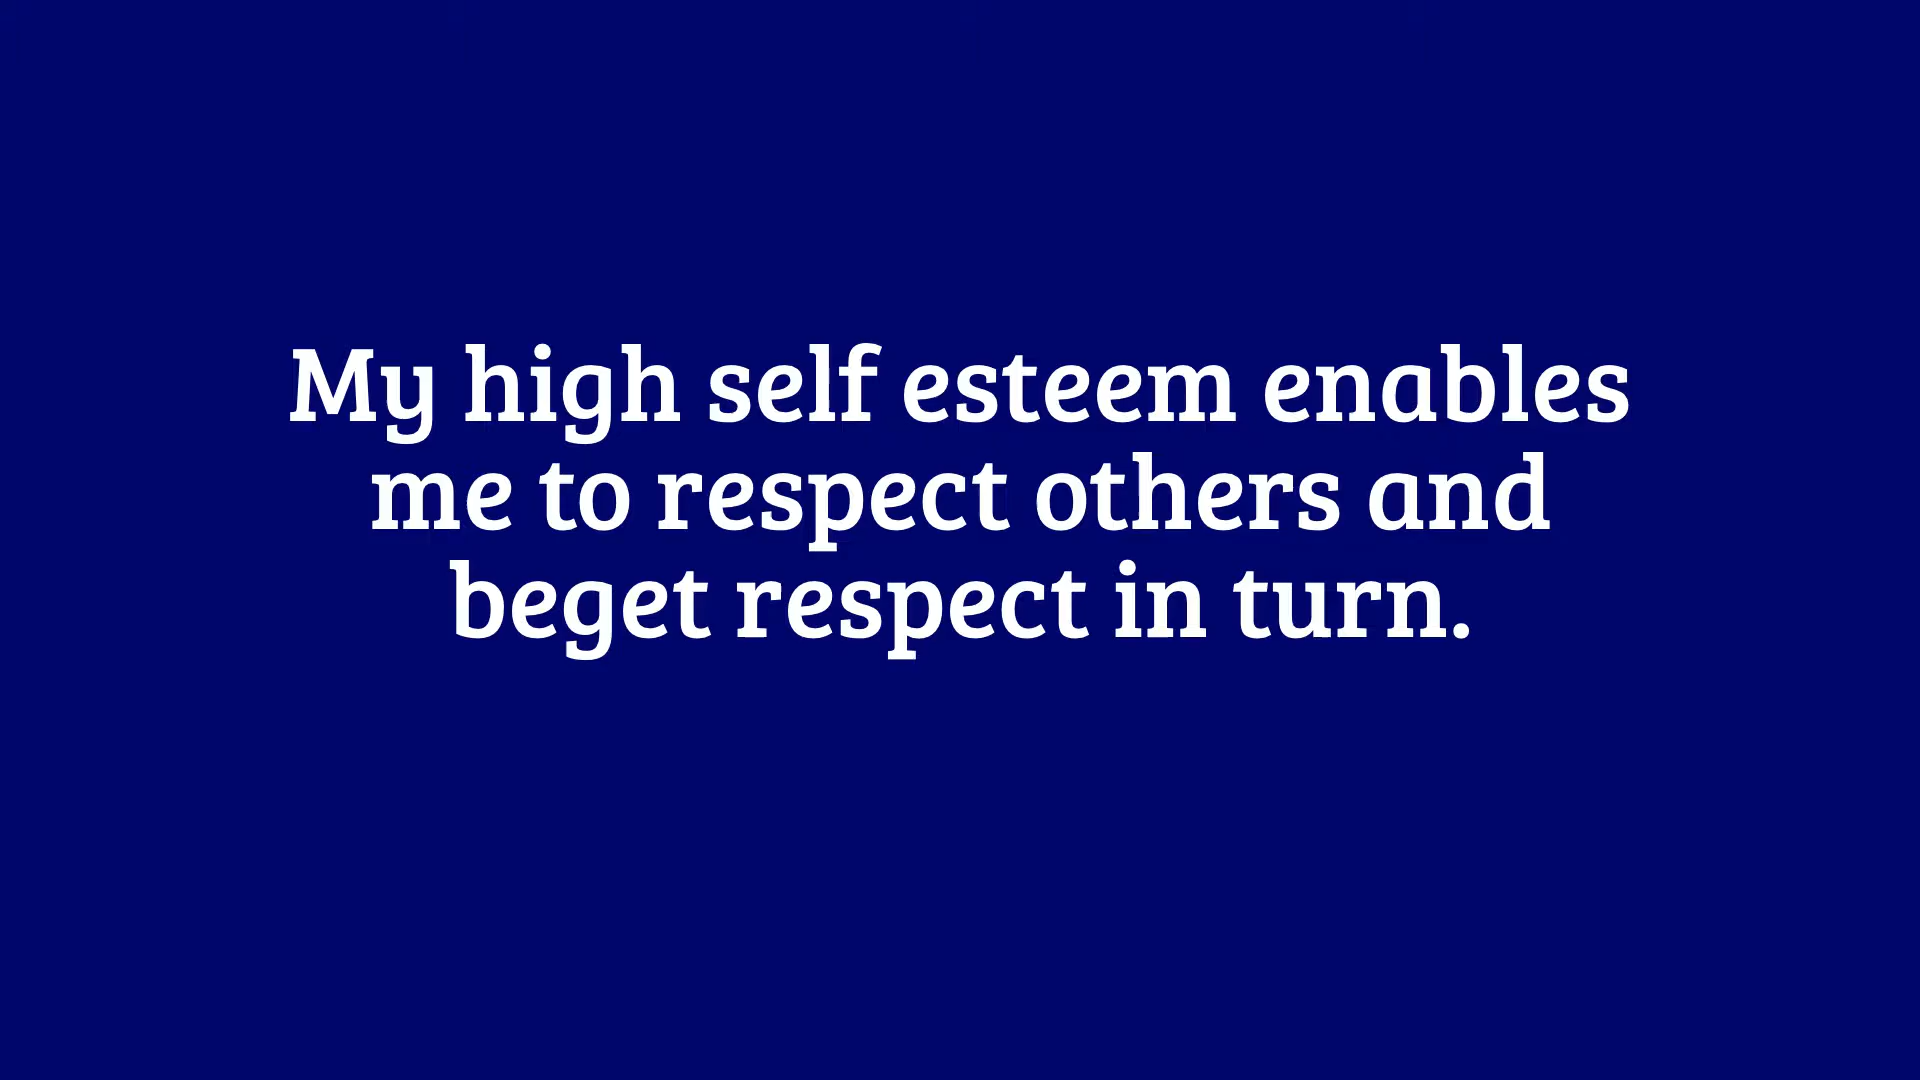 My high self esteem enables
me to respect others and
beget respect in turn.